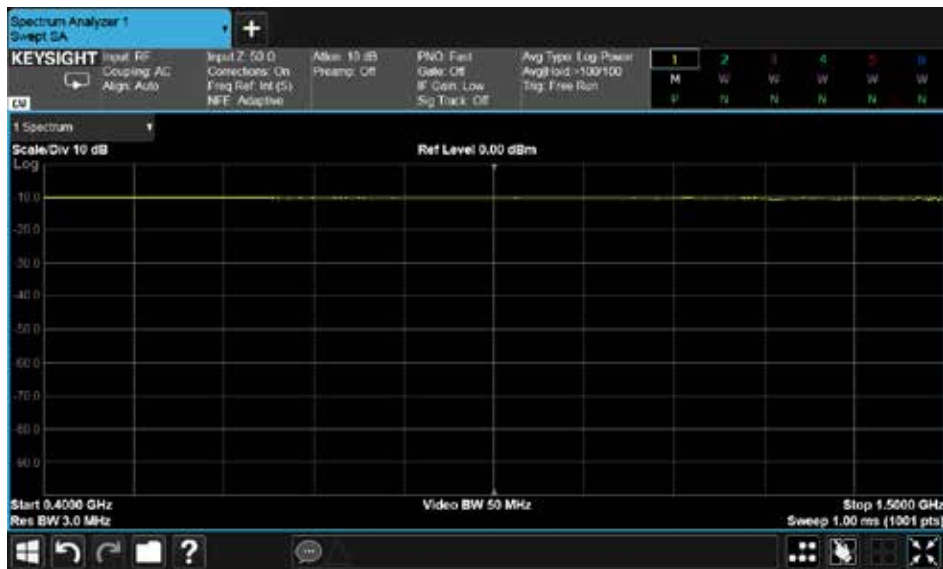 Spectrum Analyzer 1
Swept SA
KEYSIGHT
Input: RF
Coupling: AC
Align: Auto
Input Z: 50 Ω
Corrections: On
Freq Ref: Int (S)
NFE: Adaptive
Atten: 10 dB
Preamp: Off
PNO: Fast
Gate: Off
IF Gain: Low
Sig Track: Off
Avg Type: Log-Power
Avg|Hold:>100/100
Trig: Free Run
1 2 3 4 5 6
M W W W W W
P N N N N N
1 Spectrum
Scale/Div 10 dB
Ref Level 0.00 dBm
Log
-10.0
-20.0
-30.0
-40.0
-50.0
-60.0
-70.0
-80.0
-90.0
Start 0.4000 GHz
Video BW 50 MHz
Stop 1.5000 GHz
Res BW 3.0 MHz
Sweep 1.00 ms (1001 pts)
?